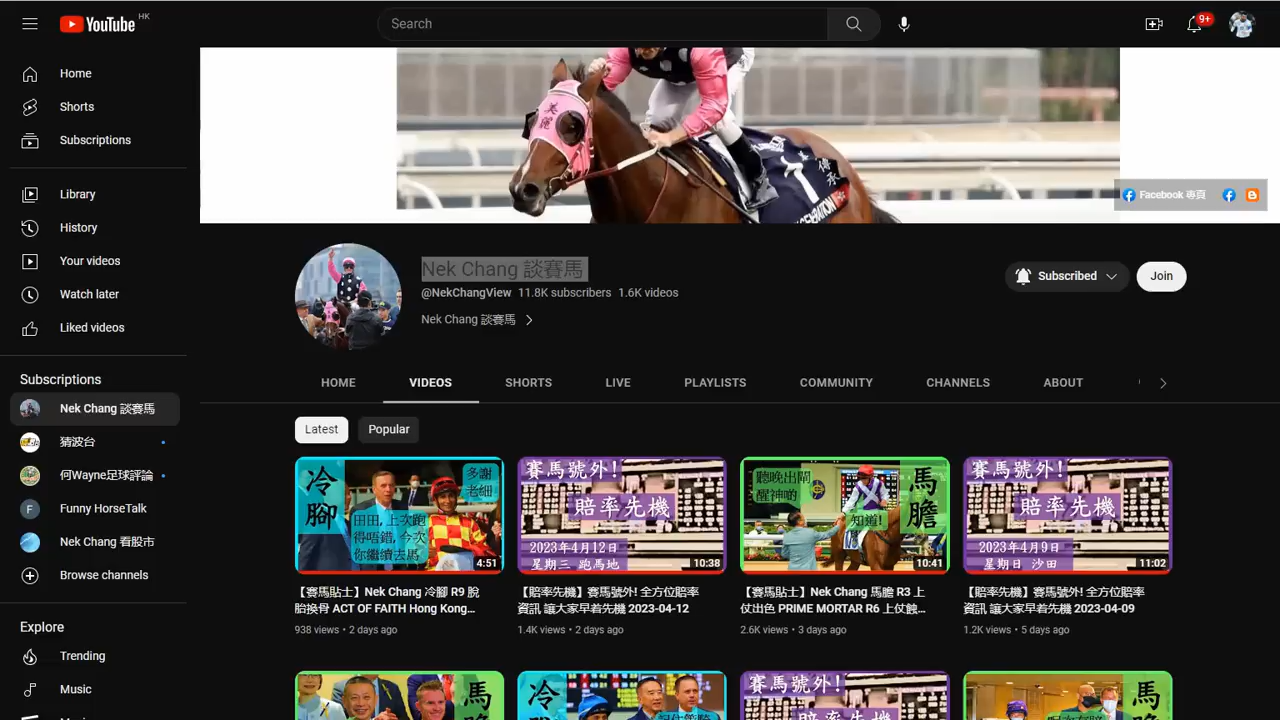 YouTube HK
Search
9+
Home
Shorts
Subscriptions
Library
History
Your videos
Watch later
Liked videos
Subscriptions
Nek Chang 談賽馬
猜波台
何Wayne足球評論
F Funny HorseTalk
Nek Chang 看股市
Browse channels
Explore
Trending
Music
美麗
1
傳承
Facebook 專頁
Nek Chang 談賽馬
@NekChangView 11.8K subscribers 1.6K videos
Nek Chang 談賽馬
Subscribed
Join
HOME VIDEOS SHORTS LIVE PLAYLISTS COMMUNITY CHANNELS ABOUT
Latest Popular
冷腳
多謝
老細
田田, 上次跑
得唔錯, 今次
你繼續去馬
4:51
【賽馬貼士】Nek Chang 冷腳 R9 脫
胎換骨 ACT OF FAITH Hong Kong...
938 views • 2 days ago
賽馬號外!
賠率先機
2023年4月12日
星期三 跑馬地
10:38
【賠率先機】賽馬號外! 全方位賠率
資訊 讓大家早着先機 2023-04-12
1.4K views • 2 days ago
聽晚出閘
醒神啲
知道!
馬膽
10:41
【賽馬貼士】Nek Chang 馬膽 R3 上
仗出色 PRIME MORTAR R6 上仗蝕...
2.6K views • 3 days ago
賽馬號外!
賠率先機
2023年4月9日
星期日 沙田
11:02
【賠率先機】賽馬號外! 全方位賠率
資訊 讓大家早着先機 2023-04-09
1.2K views • 5 days ago
馬
冷
賽馬號外!
馬